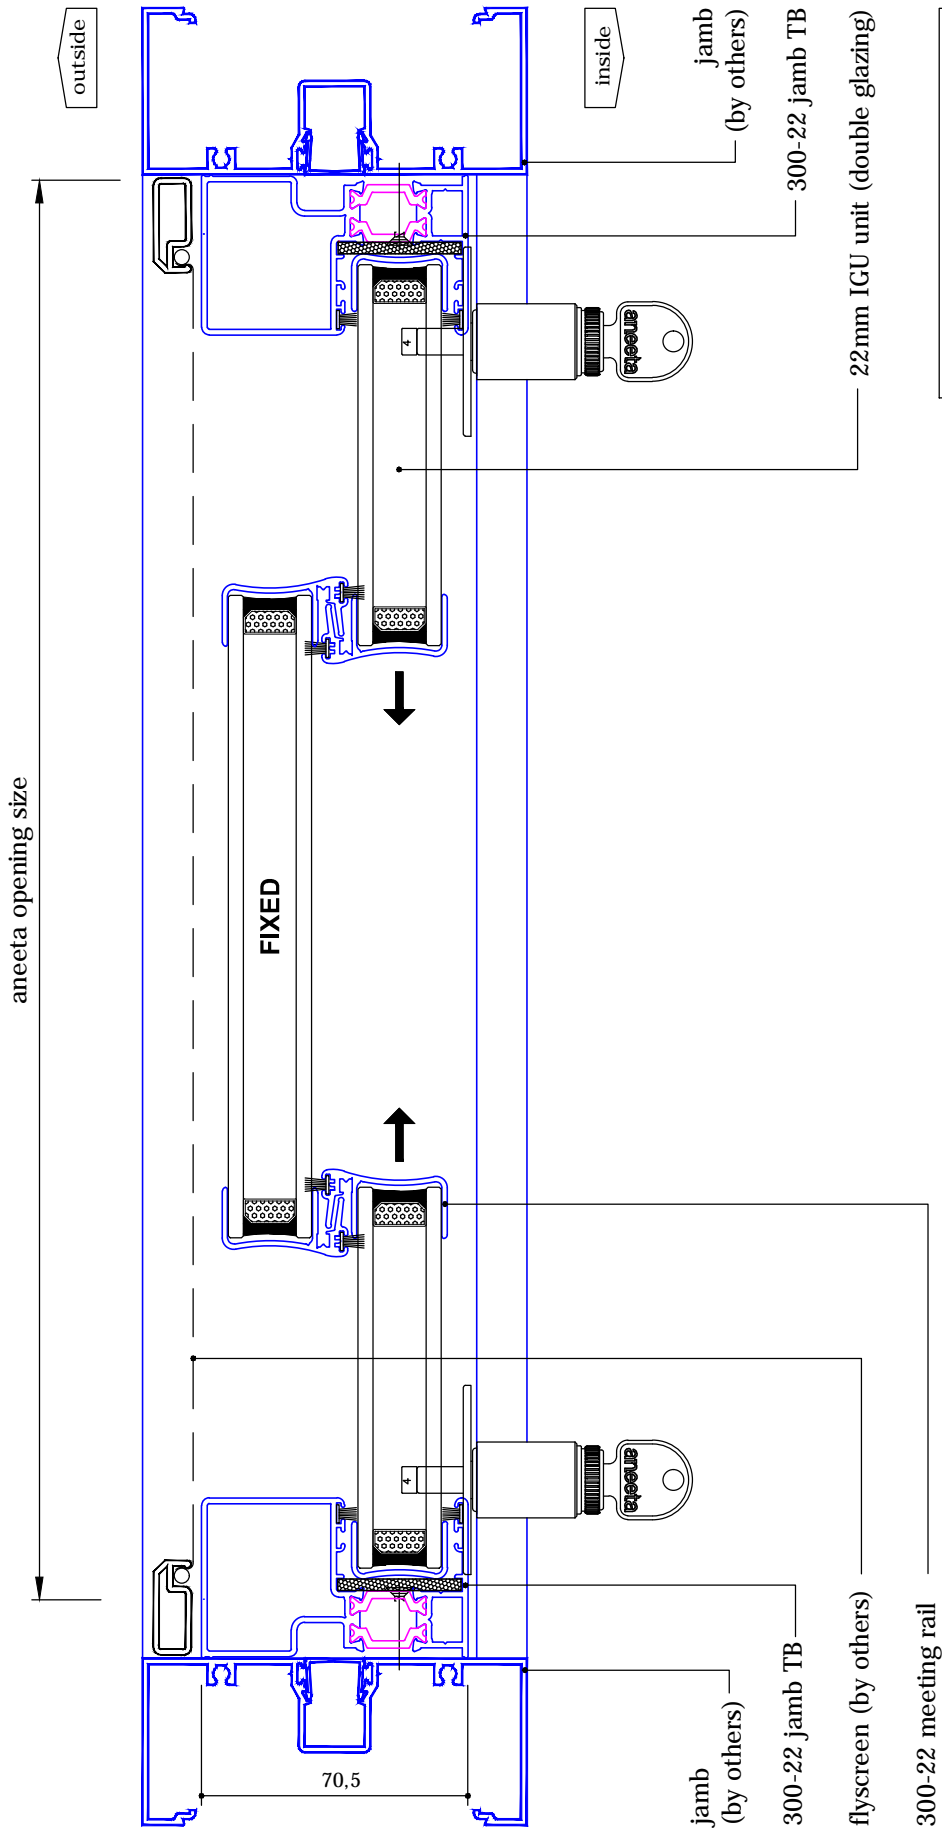 aneeta opening size
outside
inside
FIXED
70,5
4
4
aneeta
aneeta
jamb
(by others)
300-22 jamb TB
22mm IGU unit (double glazing)
jamb
(by others)
300-22 jamb TB
flyscreen (by others)
300-22 meeting rail